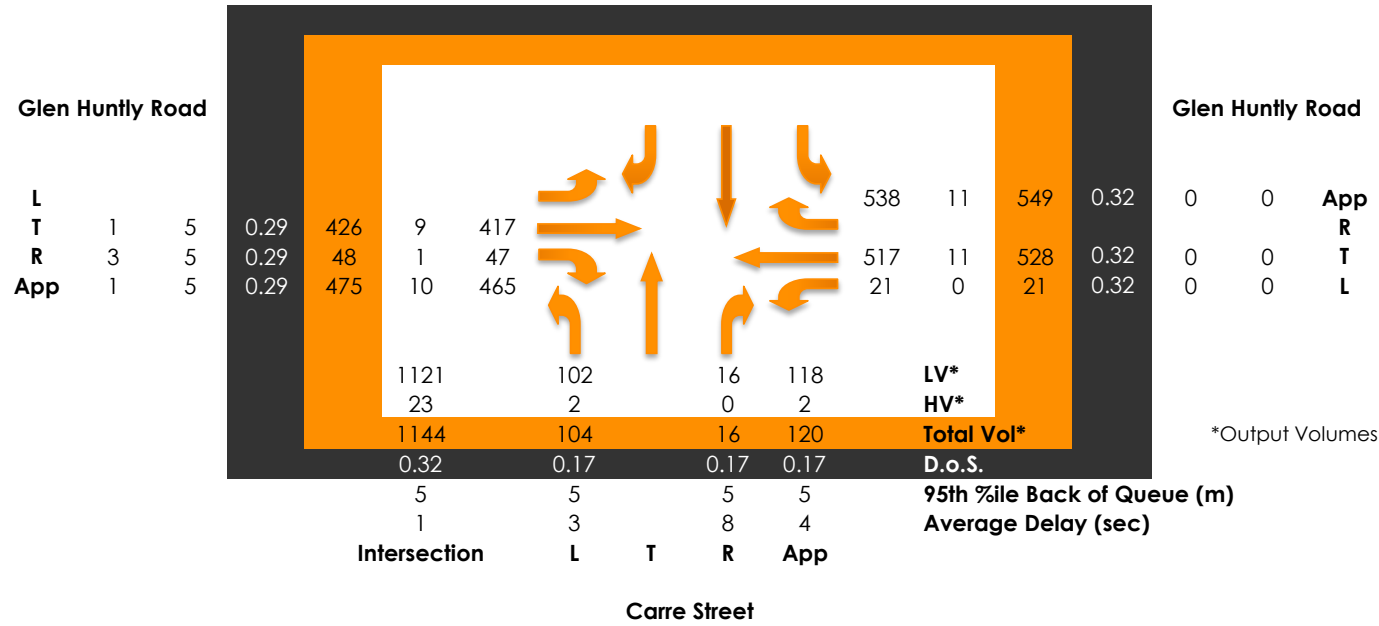 Glen Huntly Road Glen Huntly Road
L 538 11 549 0.32 0 0 App
T 1 5 0.29 426 9 417 R
R 3 5 0.29 48 1 47 517 11 528 0.32 0 0 T
App 1 5 0.29 475 10 465 21 0 21 0.32 0 0 L
1121 102 16 118 LV*
23 2 0 2 HV*
1144 104 16 120 Total Vol* *Output Volumes
0.32 0.17 0.17 0.17 D.o.S.
5 5 5 5 95th %ile Back of Queue (m)
1 3 8 4 Average Delay (sec)
Intersection L T R App
Carre Street